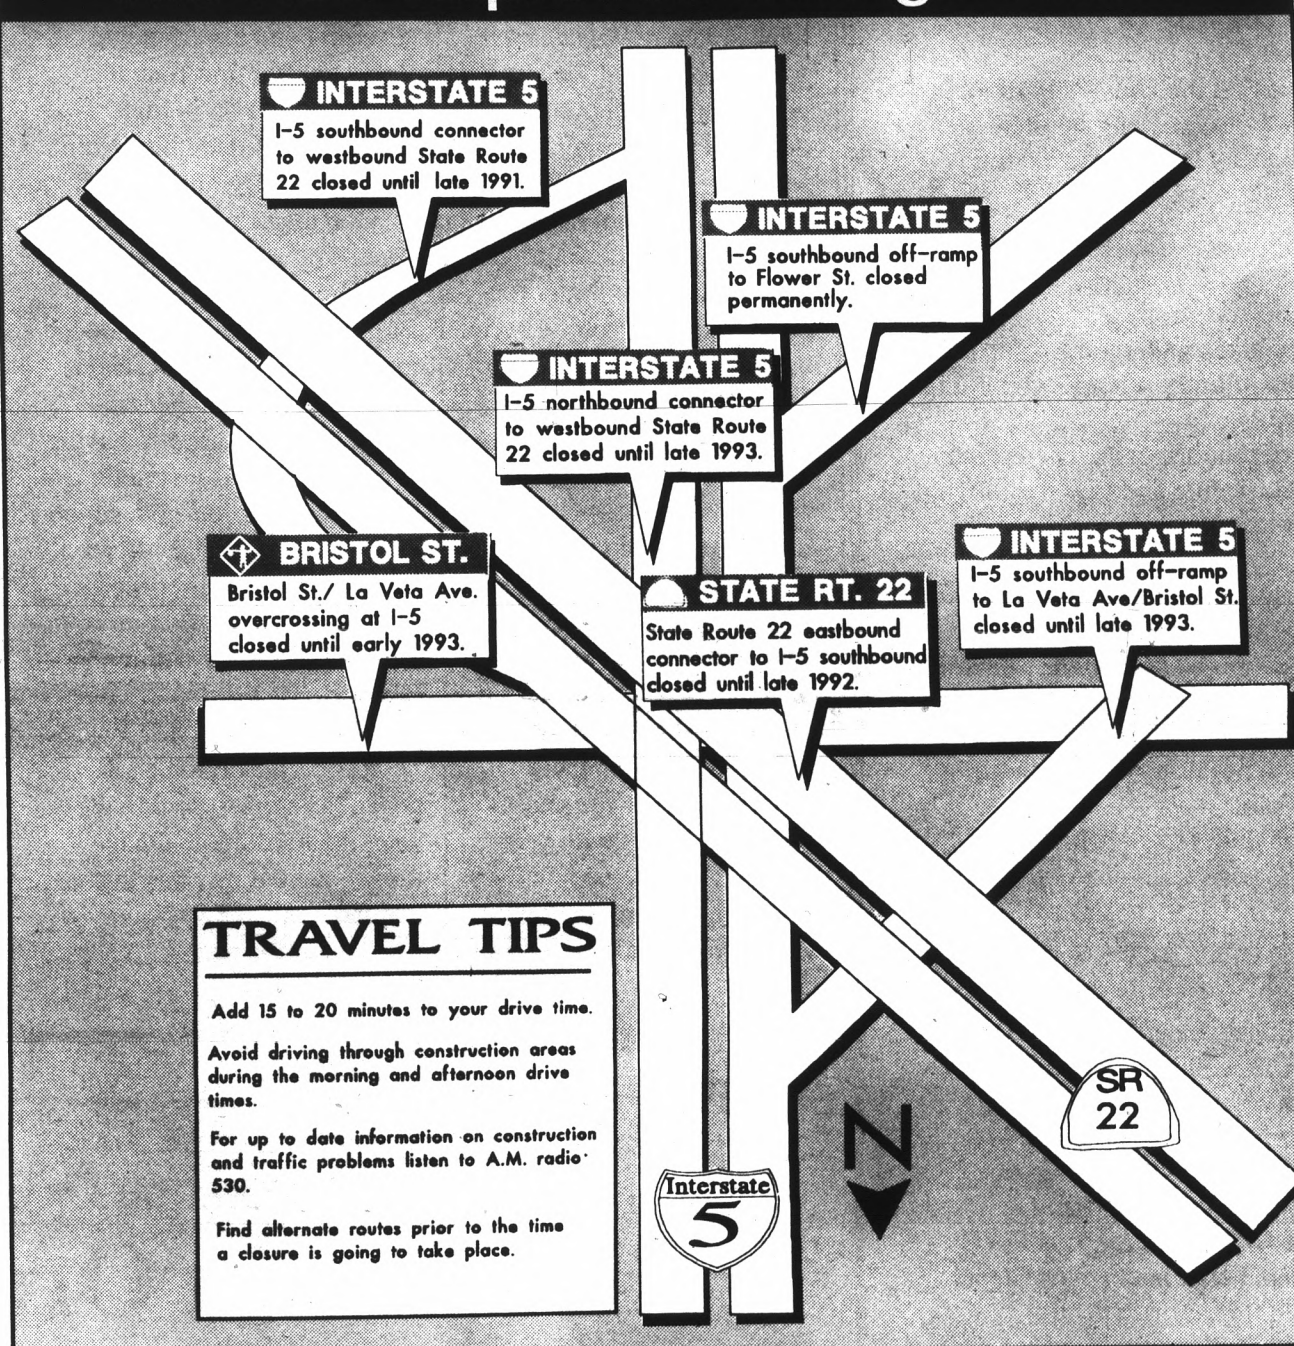 INTERSTATE 5
I-5 southbound connector
to westbound State Route
22 closed until late 1991.
INTERSTATE 5
I-5 southbound off-ramp
to Flower St. closed
permanently.
INTERSTATE 5
I-5 northbound connector
to westbound State Route
22 closed until late 1993.
BRISTOL ST.
Bristol St./ La Veta Ave.
overcrossing at I-5
closed until early 1993.
STATE RT. 22
State Route 22 eastbound
connector to I-5 southbound
closed until late 1992.
INTERSTATE 5
I-5 southbound off-ramp
to La Veta Ave/Bristol St.
closed until late 1993.
TRAVEL TIPS
Add 15 to 20 minutes to your drive time.
Avoid driving through construction areas
during the morning and afternoon drive
times.
For up to date information on construction
and traffic problems listen to A.M. radio
530.
Find alternate routes prior to the time
a closure is going to take place.
Interstate
5
N
SR
22